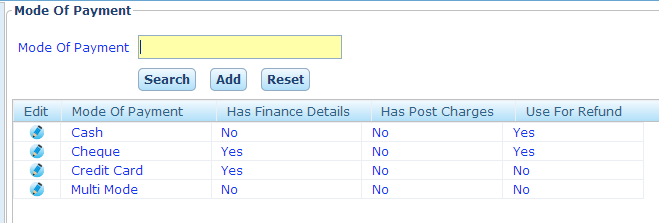 Mode Of Payment
Mode Of Payment
Search Add Reset
Edit Mode Of Payment Has Finance Details Has Post Charges Use For Refund
Cash No No Yes
Cheque Yes No Yes
Credit Card Yes No No
Multi Mode No No No